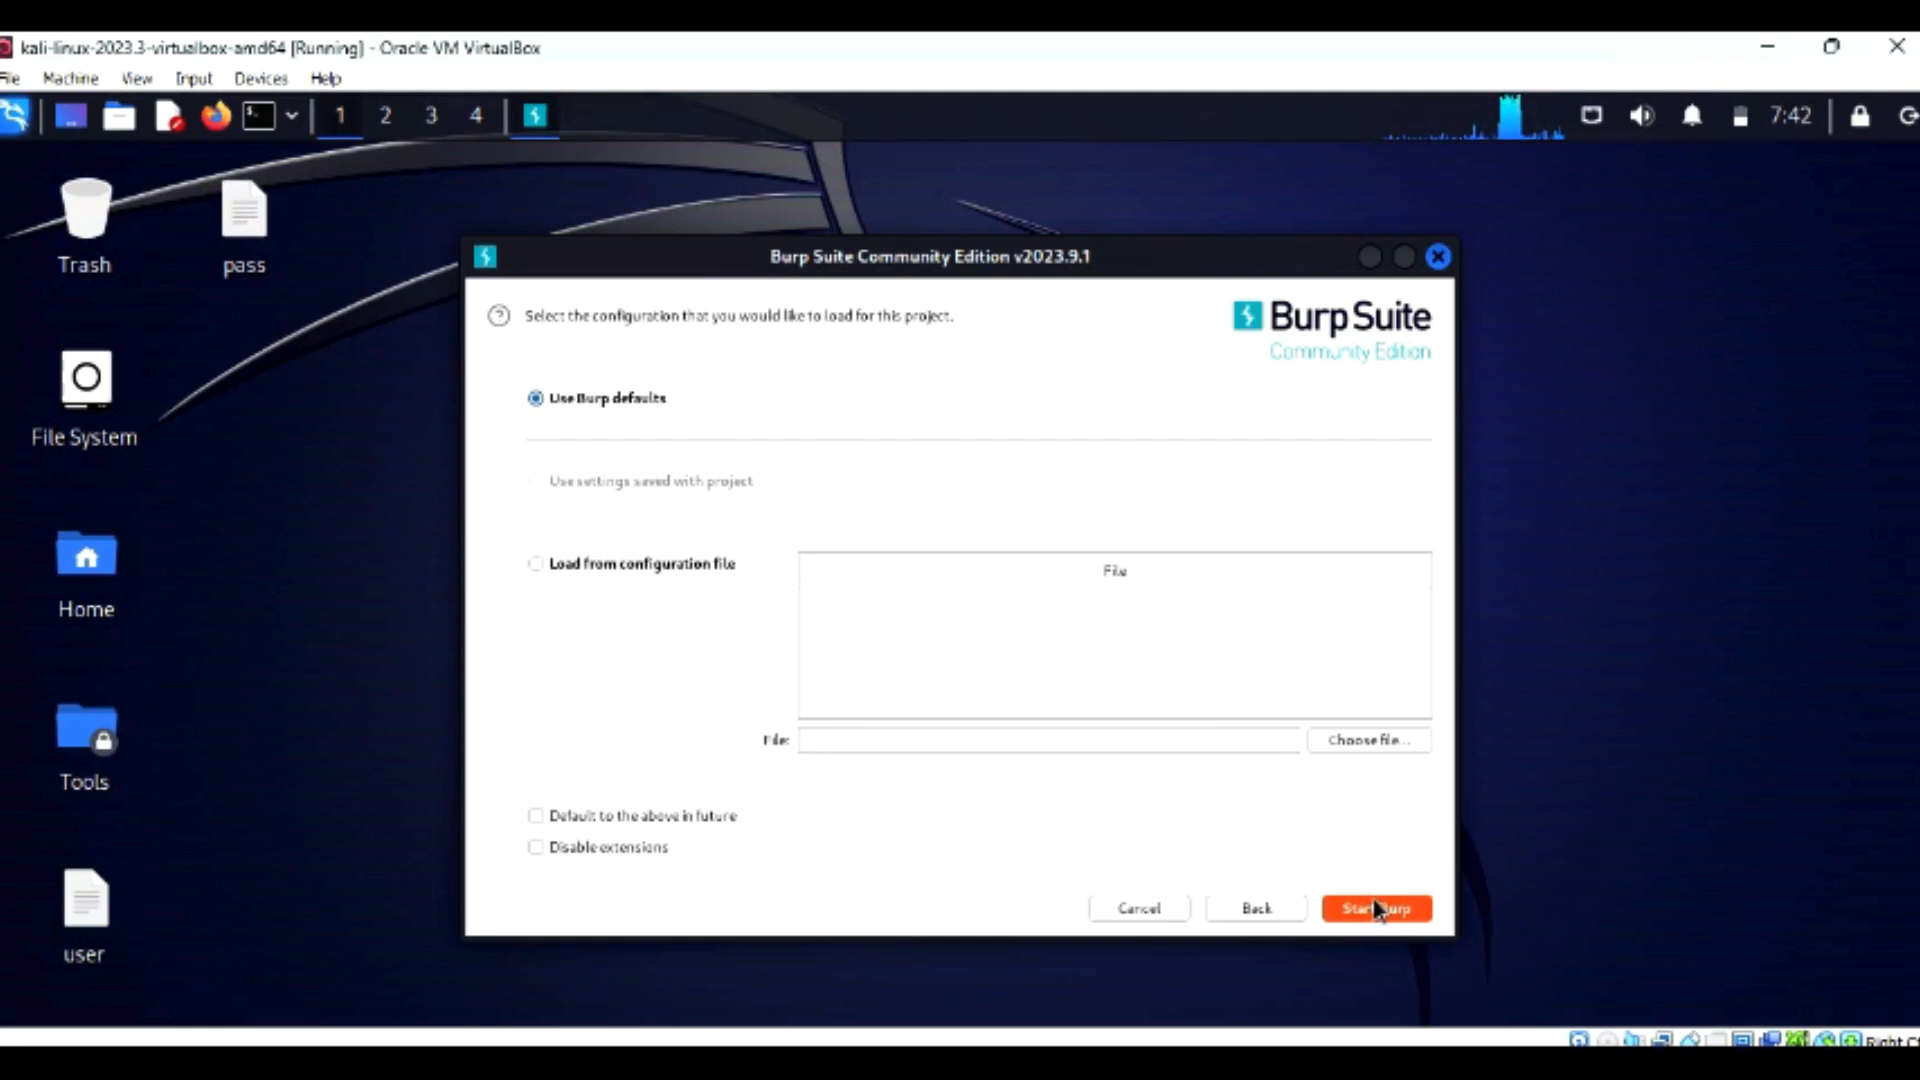 kali-linux-2023.3-virtualbox-amd64 [Running] - Oracle VM VirtualBox
File Machine View Input Devices Help
1 2 3 4 7:42
Trash
pass
File System
Home
Tools
user
Burp Suite Community Edition v2023.9.1
Select the configuration that you would like to load for this project.
Burp Suite
Community Edition
Use Burp defaults
Use settings saved with project
Load from configuration file
File
File:
Choose file...
Default to the above in future
Disable extensions
Cancel
Back
Start Burp
Right